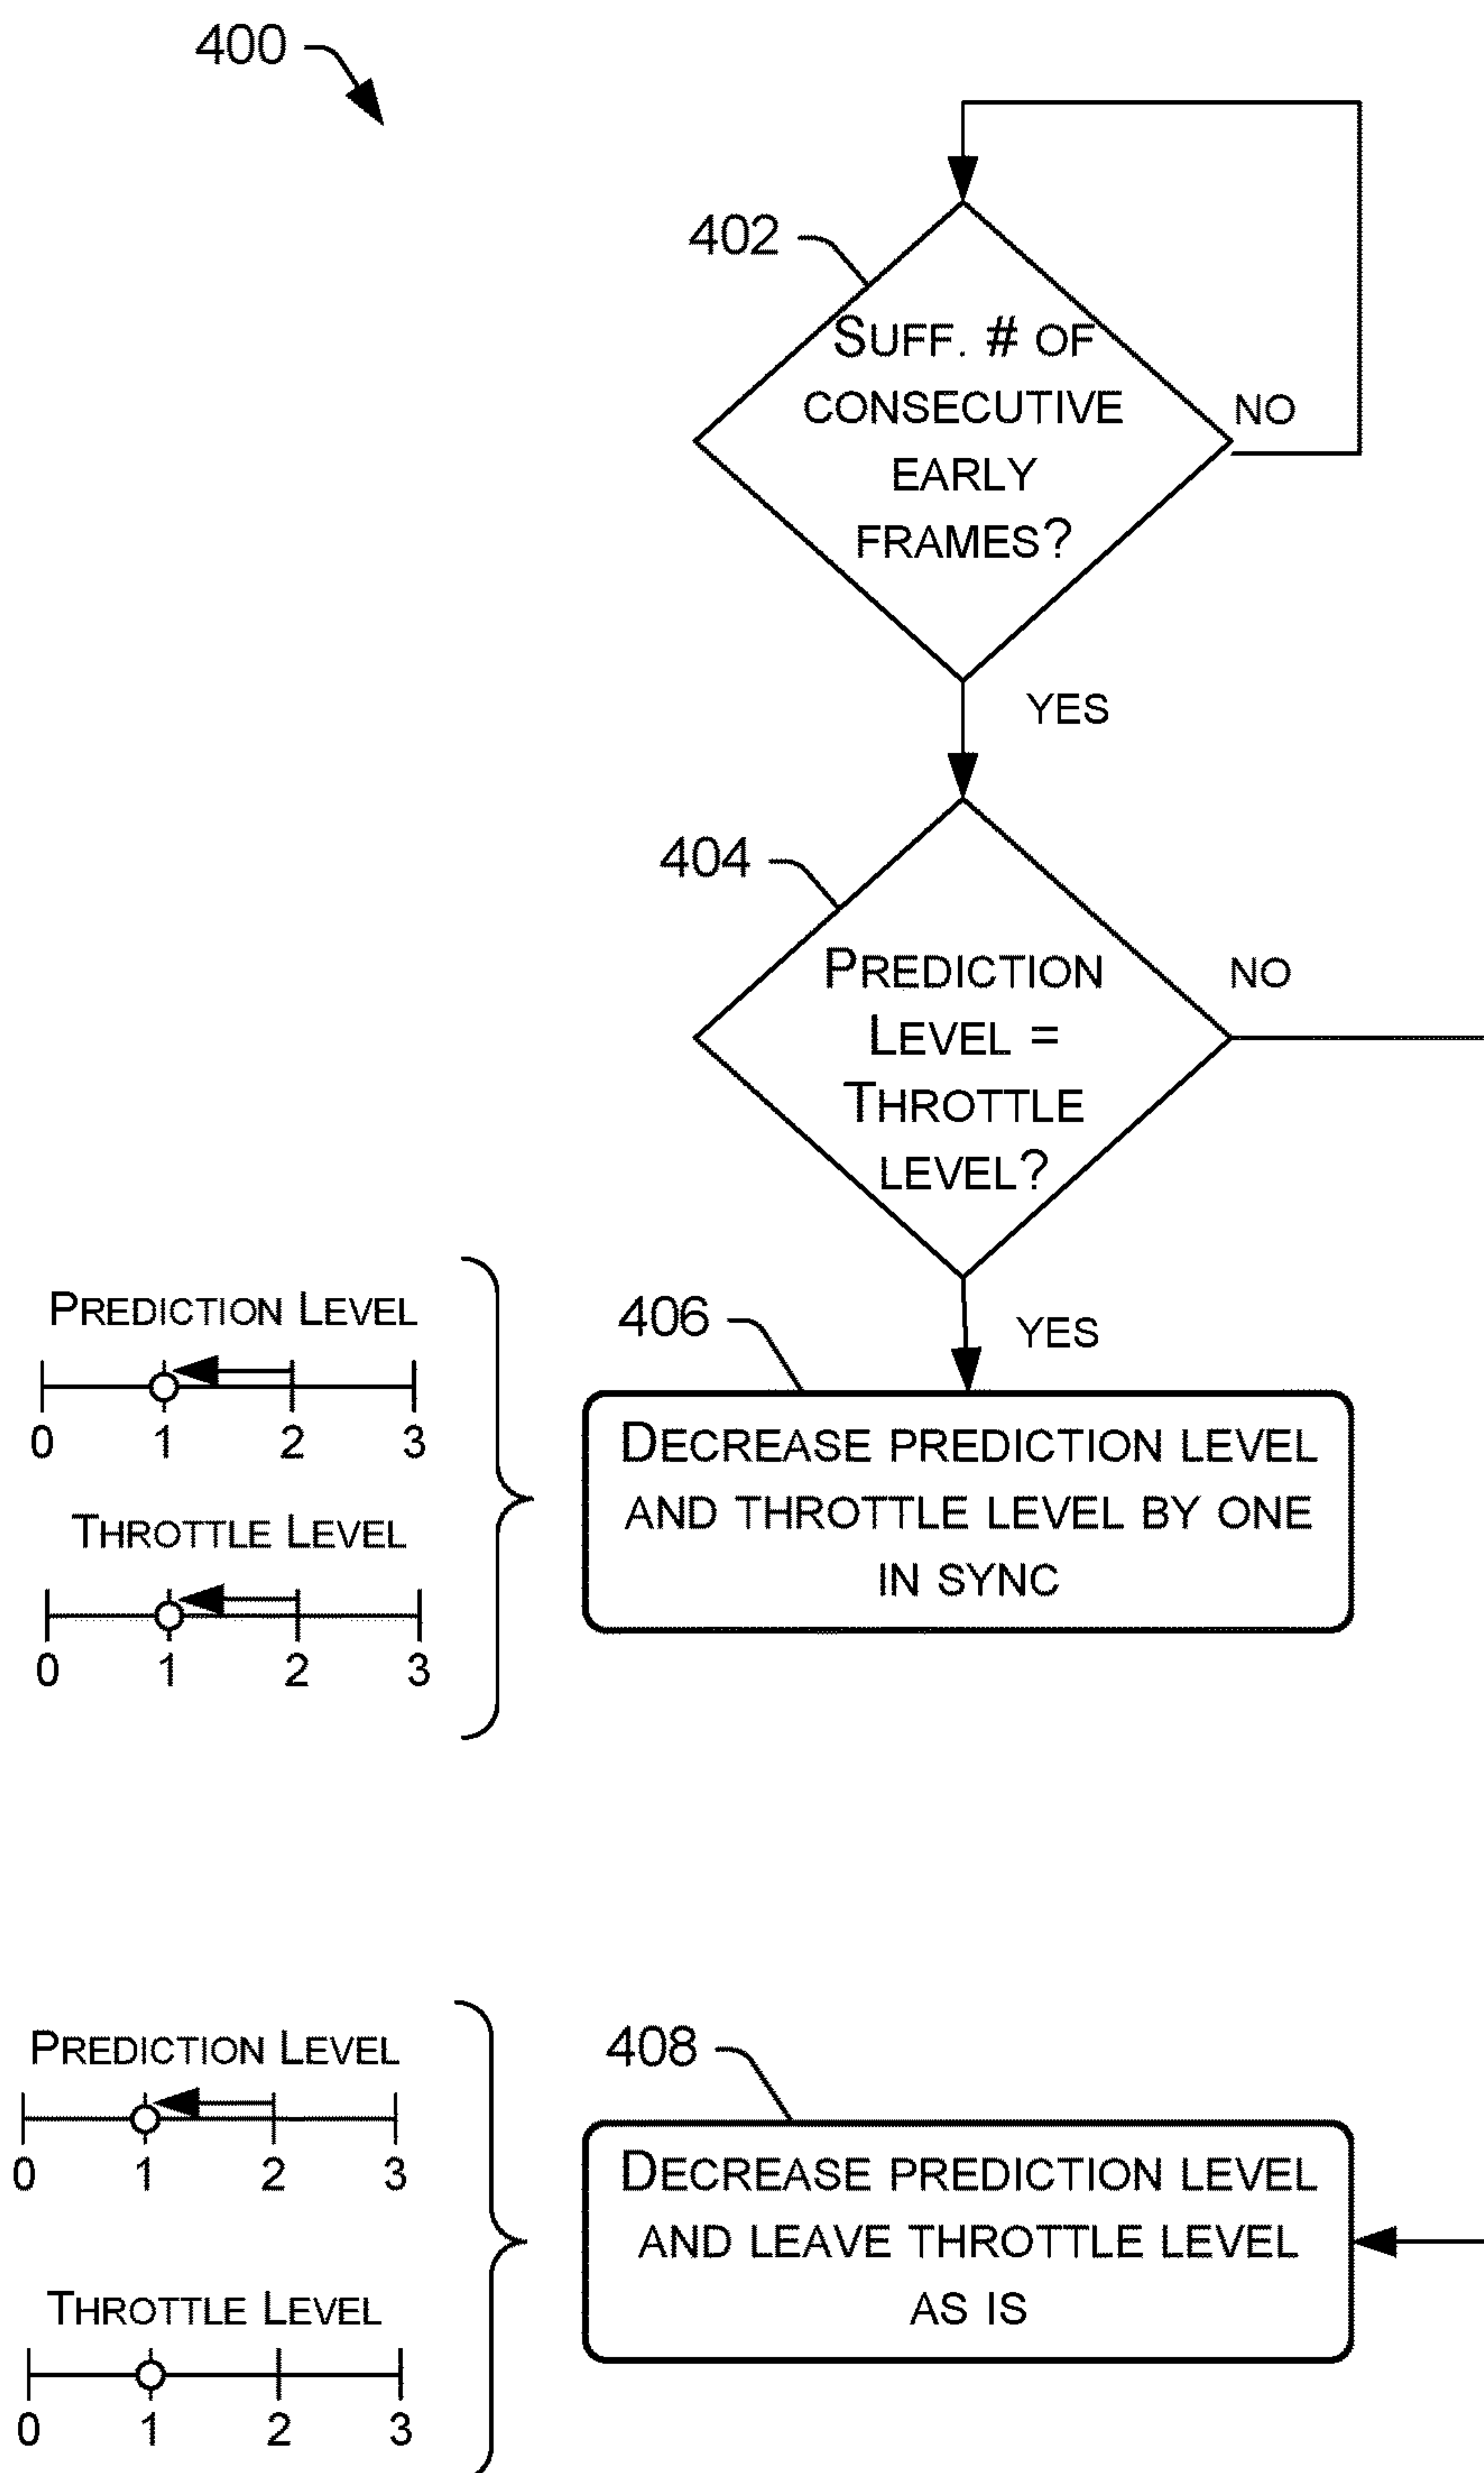 400
402
SUFF. # OF
CONSECUTIVE
EARLY
FRAMES?
NO
YES
404
PREDICTION
LEVEL =
THROTTLE
LEVEL?
NO
YES
406
DECREASE PREDICTION LEVEL
AND THROTTLE LEVEL BY ONE
IN SYNC
PREDICTION LEVEL
0 1 2 3
THROTTLE LEVEL
0 1 2 3
408
DECREASE PREDICTION LEVEL
AND LEAVE THROTTLE LEVEL
AS IS
PREDICTION LEVEL
0 1 2 3
THROTTLE LEVEL
0 1 2 3